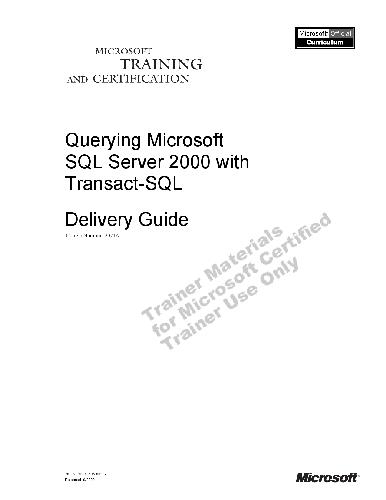 Microsoft Official
Curriculum
MICROSOFT
TRAINING
AND CERTIFICATION
Querying Microsoft
SQL Server 2000 with
Transact-SQL
Delivery Guide
Trainer Materials
for Microsoft Certified
Trainer Use Only
Microsoft